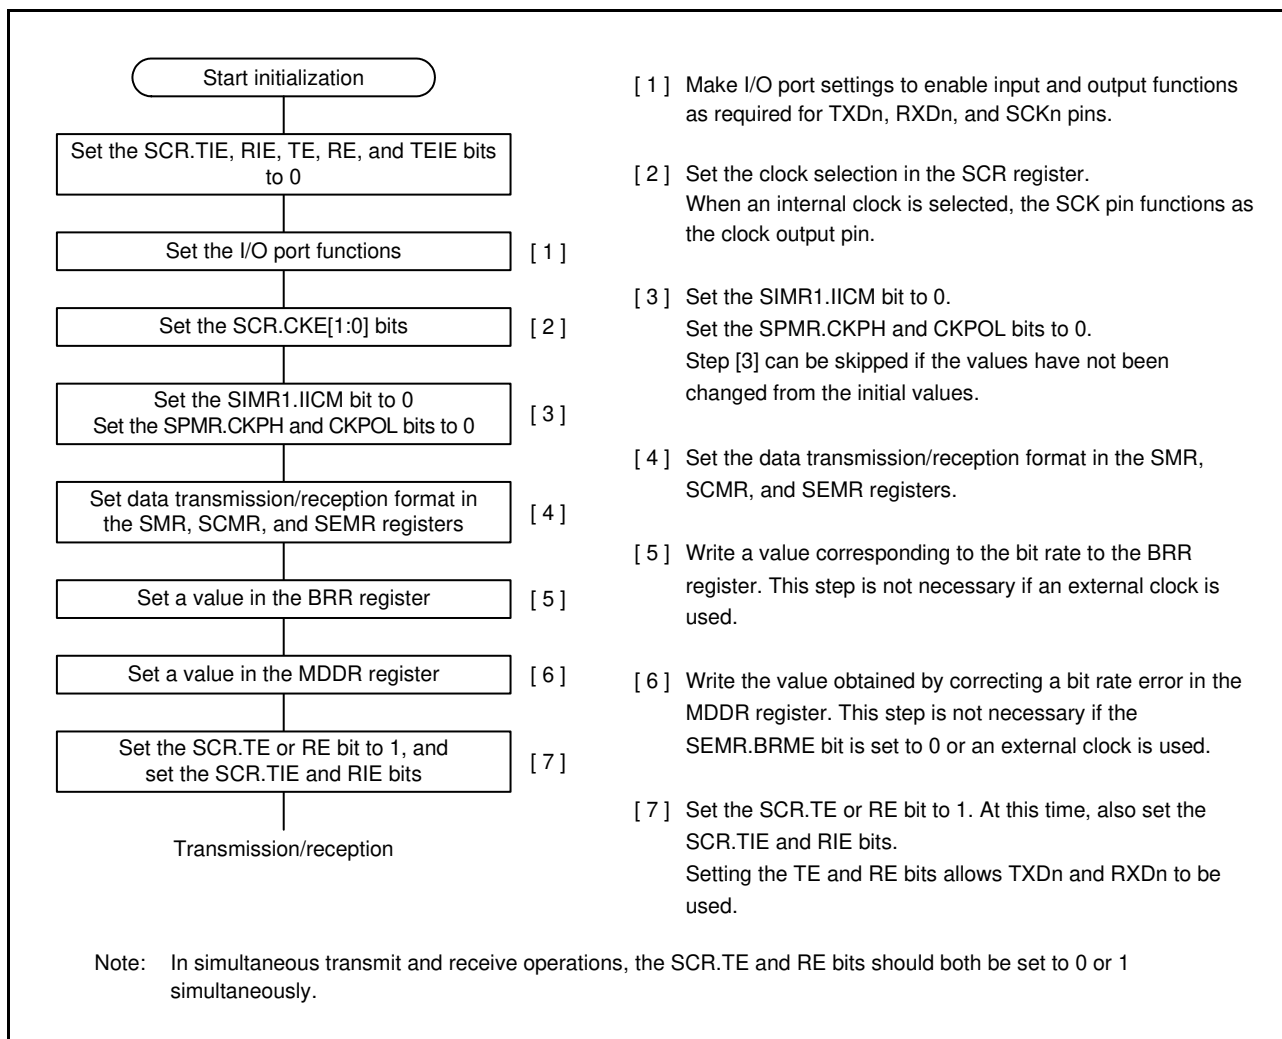 Start initialization
Set the SCR.TIE, RIE, TE, RE, and TEIE bits
to 0
Set the I/O port functions
[ 1 ]
Set the SCR.CKE[1:0] bits
[ 2 ]
Set the SIMR1.IICM bit to 0
Set the SPMR.CKPH and CKPOL bits to 0
[ 3 ]
Set data transmission/reception format in
the SMR, SCMR, and SEMR registers
[ 4 ]
Set a value in the BRR register
[ 5 ]
Set a value in the MDDR register
[ 6 ]
Set the SCR.TE or RE bit to 1, and
set the SCR.TIE and RIE bits
[ 7 ]
Transmission/reception
[ 1 ] Make I/O port settings to enable input and output functions
as required for TXDn, RXDn, and SCKn pins.
[ 2 ] Set the clock selection in the SCR register.
When an internal clock is selected, the SCK pin functions as
the clock output pin.
[ 3 ] Set the SIMR1.IICM bit to 0.
Set the SPMR.CKPH and CKPOL bits to 0.
Step [3] can be skipped if the values have not been
changed from the initial values.
[ 4 ] Set the data transmission/reception format in the SMR,
SCMR, and SEMR registers.
[ 5 ] Write a value corresponding to the bit rate to the BRR
register. This step is not necessary if an external clock is
used.
[ 6 ] Write the value obtained by correcting a bit rate error in the
MDDR register. This step is not necessary if the
SEMR.BRME bit is set to 0 or an external clock is used.
[ 7 ] Set the SCR.TE or RE bit to 1. At this time, also set the
SCR.TIE and RIE bits.
Setting the TE and RE bits allows TXDn and RXDn to be
used.
Note: In simultaneous transmit and receive operations, the SCR.TE and RE bits should both be set to 0 or 1
simultaneously.